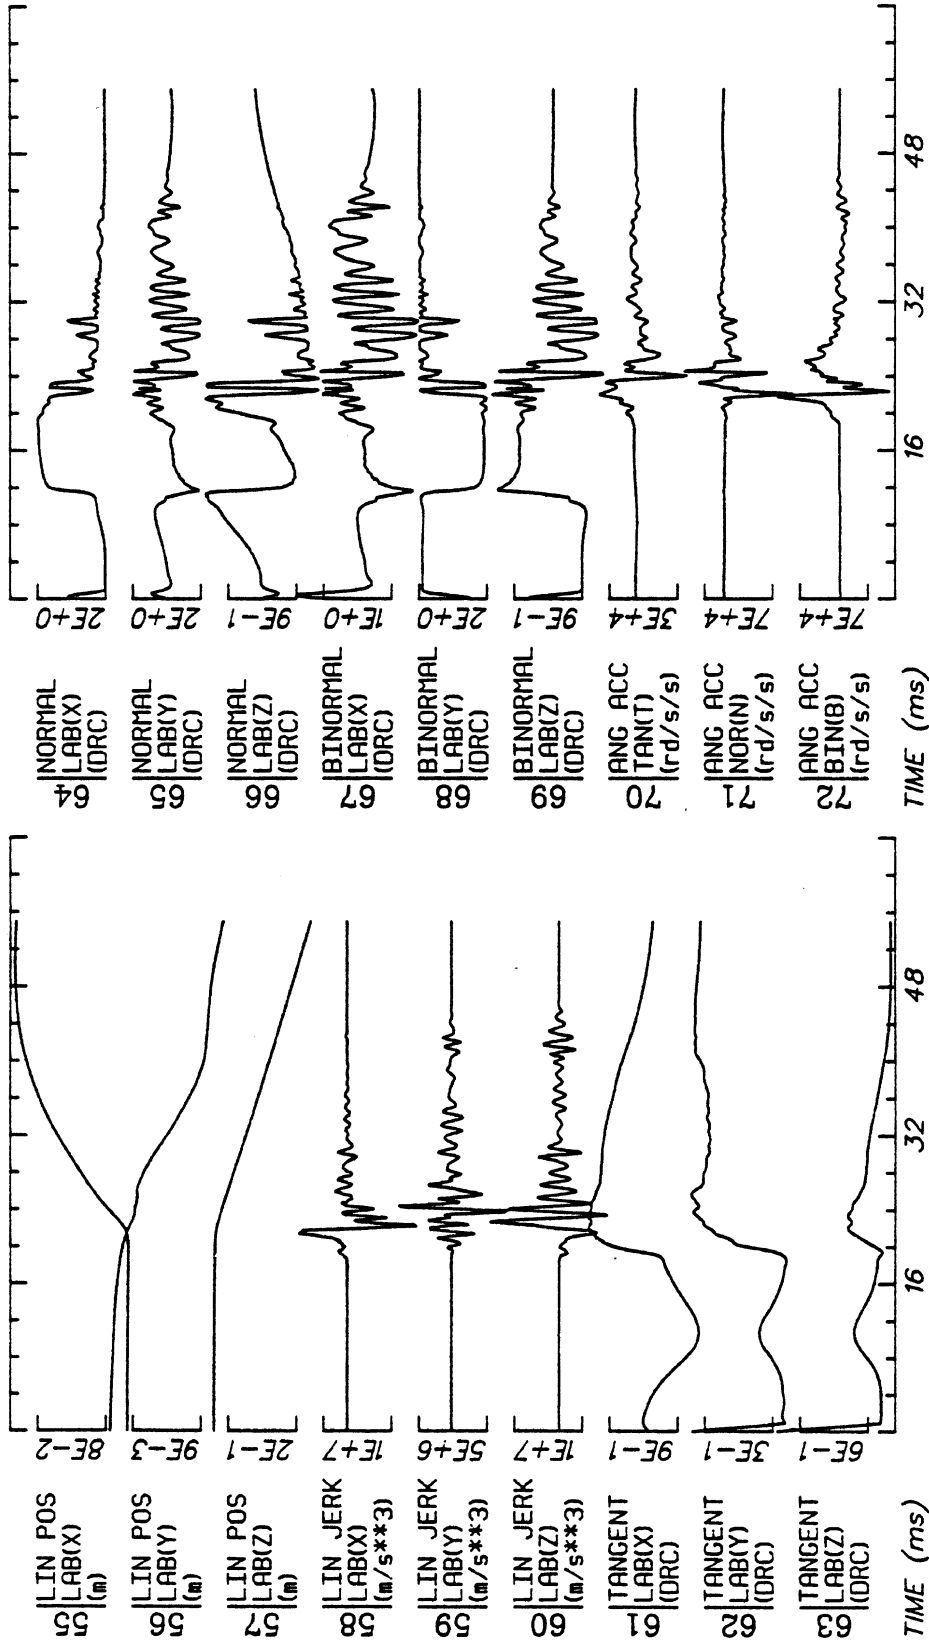 55 LIN POS
LAB(X)
(m)
8E-2
56 LIN POS
LAB(Y)
(m)
9E-3
57 LIN POS
LAB(Z)
(m)
2E-1
58 LIN JERK
LAB(X)
(m/s**3)
1E+7
59 LIN JERK
LAB(Y)
(m/s**3)
5E+6
60 LIN JERK
LAB(Z)
(m/s**3)
1E+7
61 TANGENT
LAB(X)
(DRC)
9E-1
62 TANGENT
LAB(Y)
(DRC)
3E-1
63 TANGENT
LAB(Z)
(DRC)
6E-1
TIME (ms)
16 32 48
64 NORMAL
LAB(X)
(DRC)
2E+0
65 NORMAL
LAB(Y)
(DRC)
2E+0
66 NORMAL
LAB(Z)
(DRC)
9E-1
67 BINORMAL
LAB(X)
(DRC)
1E+0
68 BINORMAL
LAB(Y)
(DRC)
2E+0
69 BINORMAL
LAB(Z)
(DRC)
9E-1
70 ANG ACC
TAN(T)
(rd/s/s)
3E+4
71 ANG ACC
NOR(N)
(rd/s/s)
7E+4
72 ANG ACC
BIN(B)
(rd/s/s)
7E+4
TIME (ms)
16 32 48